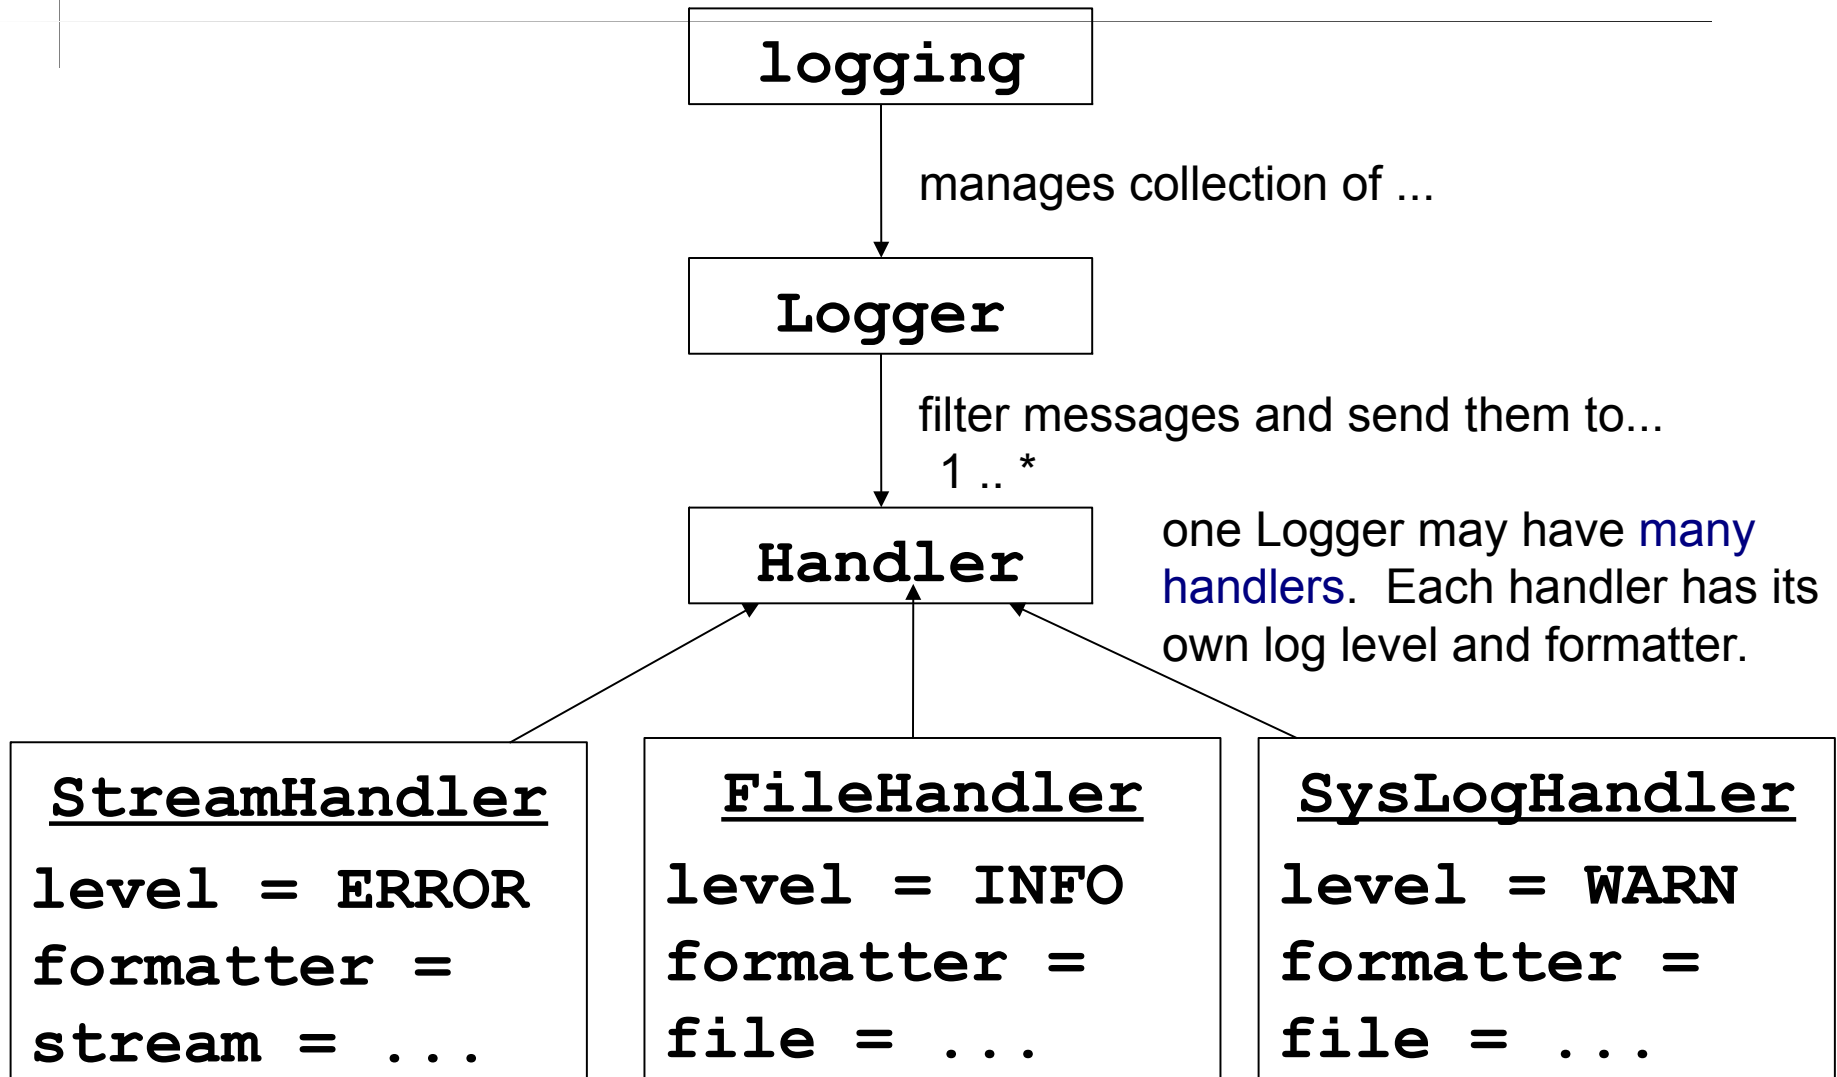 logging
manages collection of ...
Logger
filter messages and send them to...
1 .. *
Handler
one Logger may have many
handlers. Each handler has its
own log level and formatter.
StreamHandler
level = ERROR
formatter =
stream = ...
FileHandler
level = INFO
formatter =
file = ...
SysLogHandler
level = WARN
formatter =
file = ...